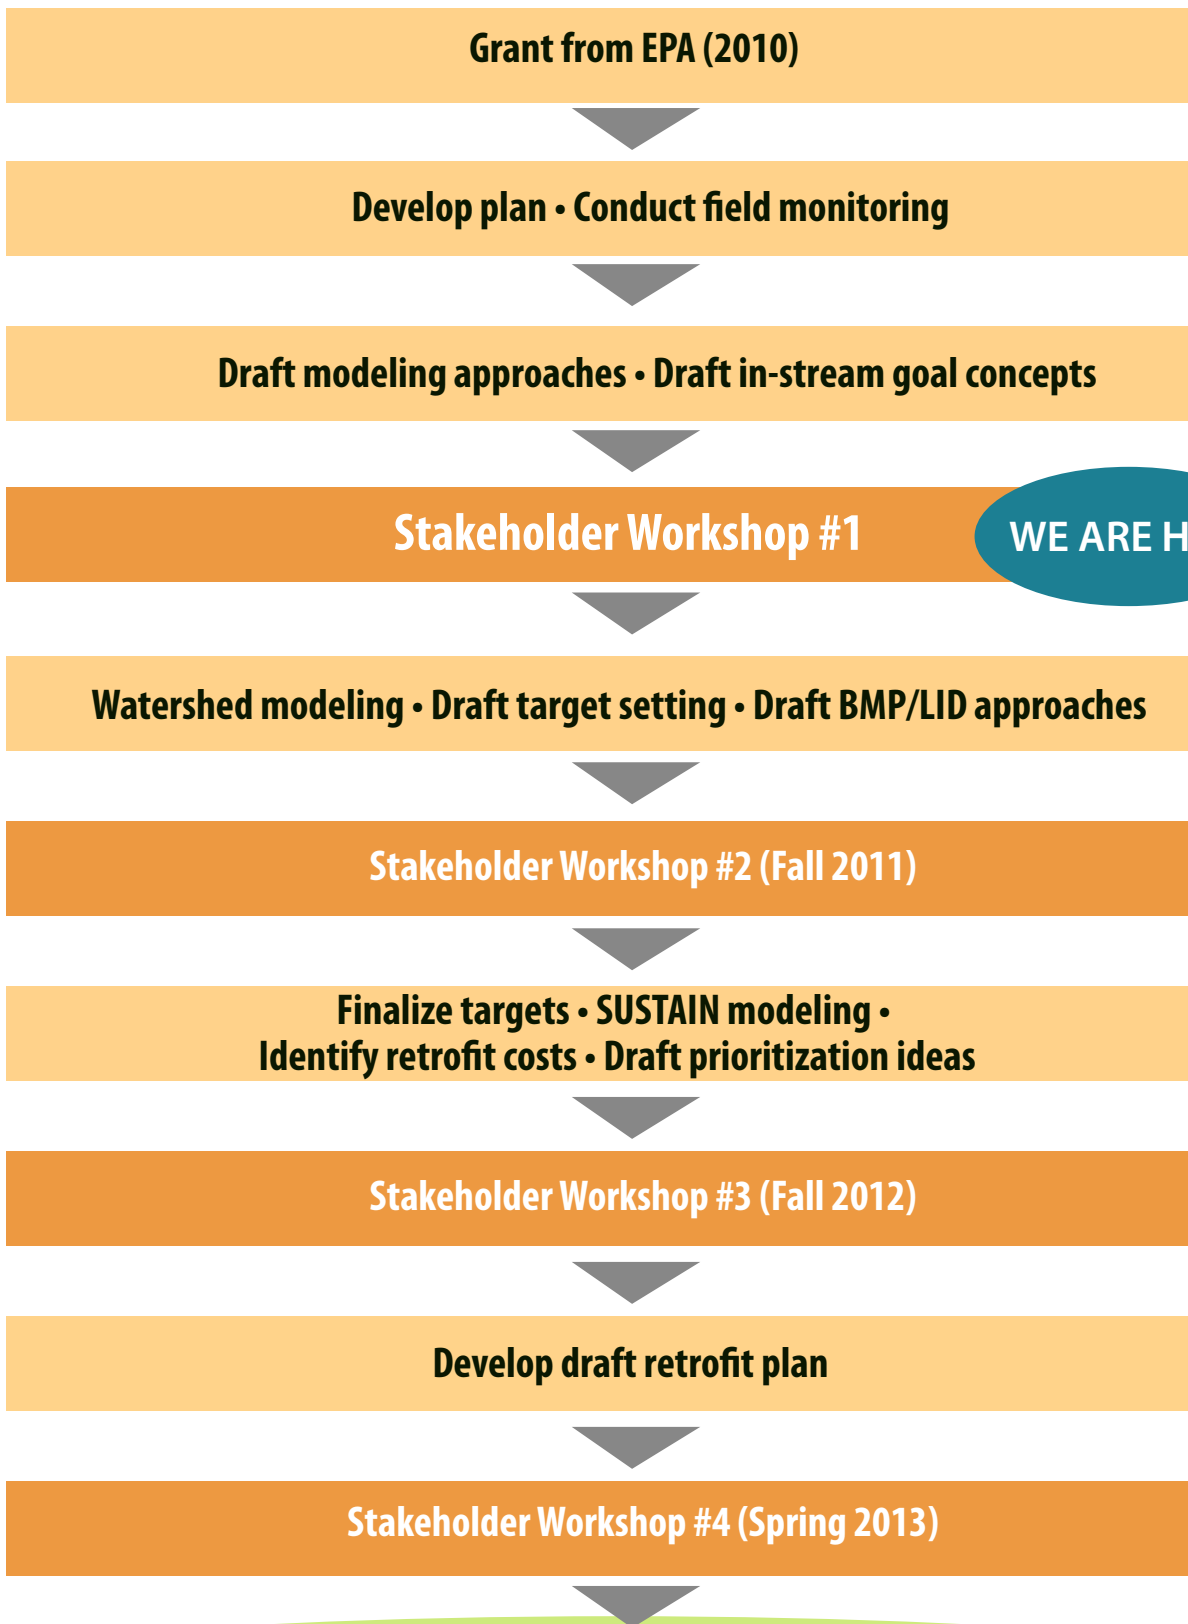 Grant from EPA (2010)
Develop plan • Conduct field monitoring
Draft modeling approaches • Draft in-stream goal concepts
Stakeholder Workshop #1
WE ARE H
Watershed modeling • Draft target setting • Draft BMP/LID approaches
Stakeholder Workshop #2 (Fall 2011)
Finalize targets • SUSTAIN modeling •
Identify retrofit costs • Draft prioritization ideas
Stakeholder Workshop #3 (Fall 2012)
Develop draft retrofit plan
Stakeholder Workshop #4 (Spring 2013)